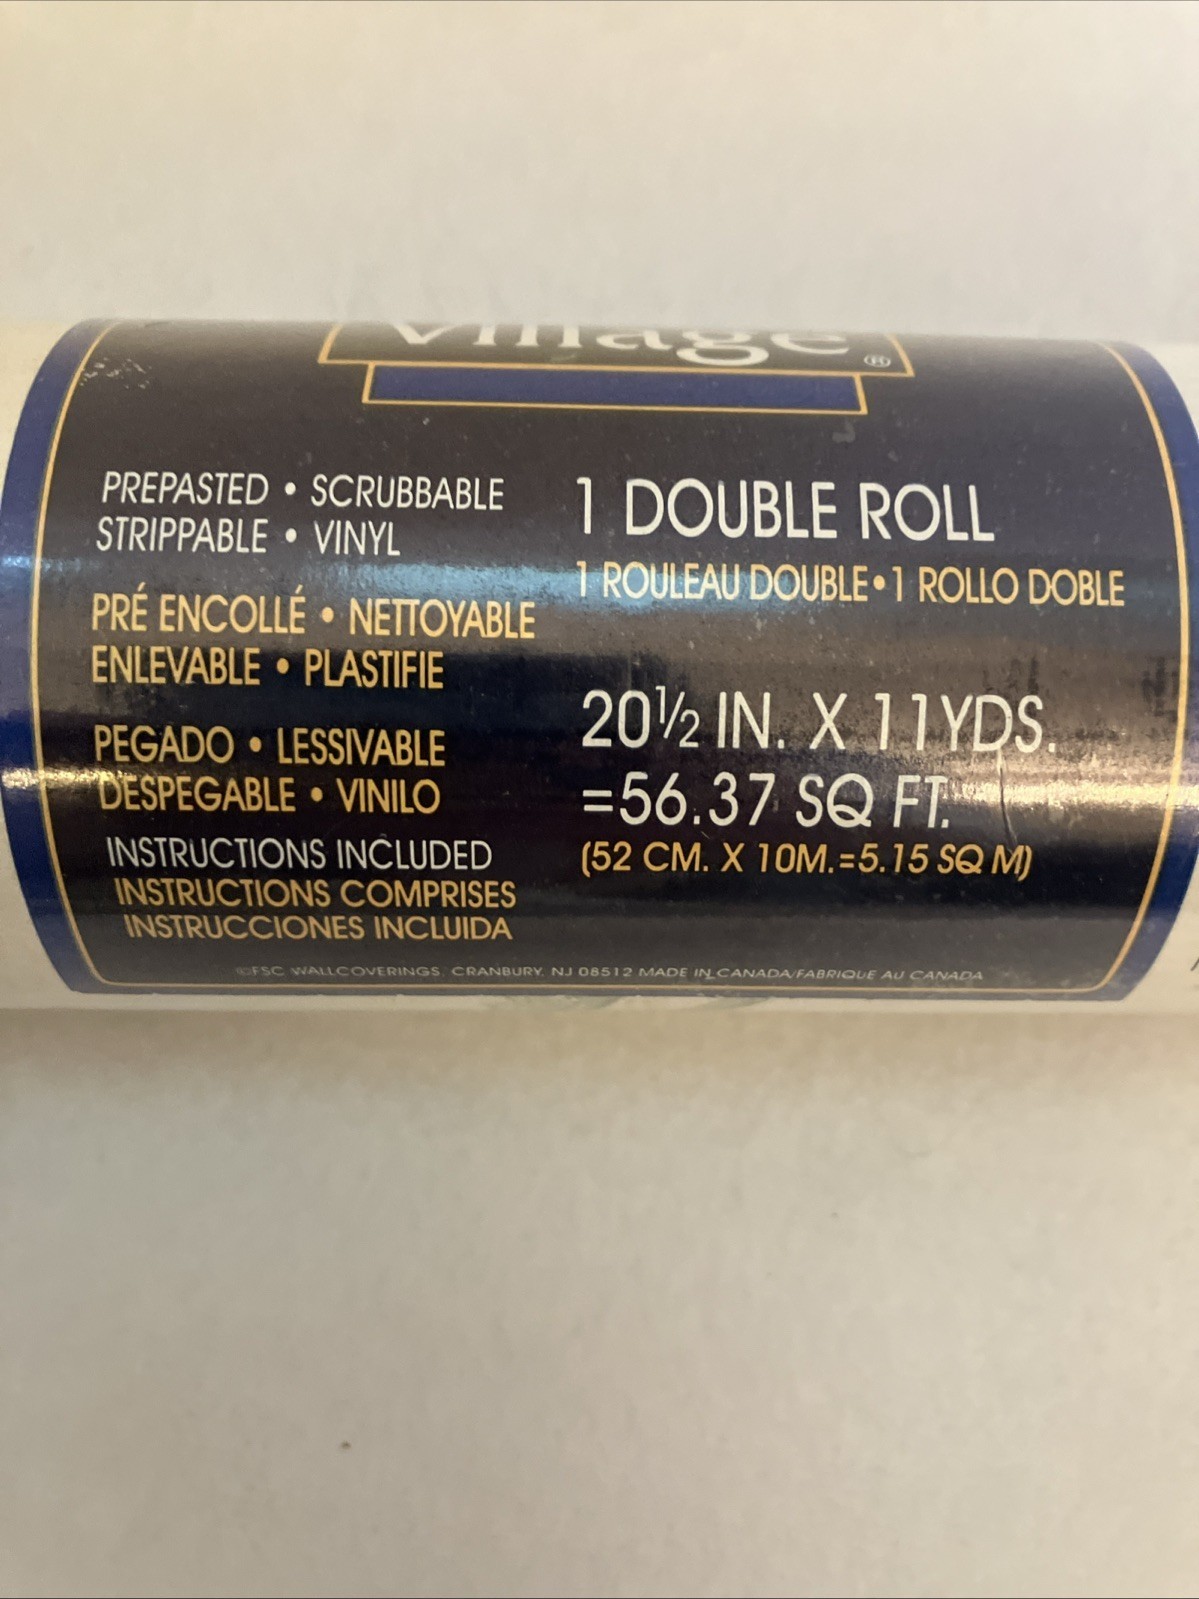 Village ®
PREPASTED • SCRUBBABLE
STRIPPABLE • VINYL
PRÉ ENCOLLÉ • NETTOYABLE
ENLEVABLE • PLASTIFIE
PEGADO • LESSIVABLE
DESPEGABLE • VINILO
INSTRUCTIONS INCLUDED
INSTRUCTIONS COMPRISES
INSTRUCCIONES INCLUIDA
1 DOUBLE ROLL
1 ROULEAU DOUBLE • 1 ROLLO DOBLE
20½ IN. X 11YDS.
=56.37 SQ FT.
(52 CM. X 10M.=5.15 SQ M)
©FSC WALLCOVERINGS, CRANBURY, NJ 08512 MADE IN CANADA/FABRIQUE AU CANADA